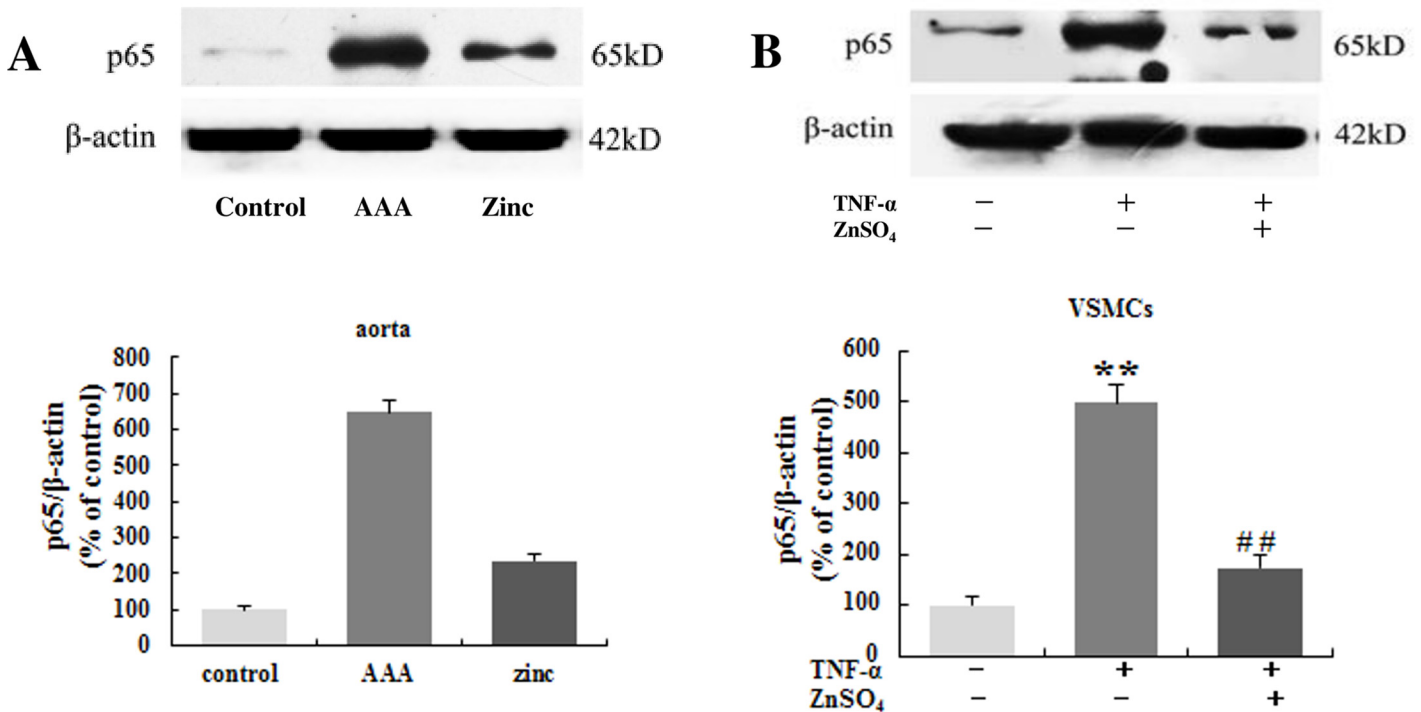 A
p65
65kD
β-actin
42kD
Control AAA Zinc
aorta
p65/β-actin
(% of control)
800
700
600
500
400
300
200
100
0
control AAA zinc
B
p65
65kD
β-actin
42kD
TNF-α − + +
ZnSO₄ − − +
VSMCs
p65/β-actin
(% of control)
600
500
400
300
200
100
0
**
##
TNF-α − + +
ZnSO₄ − − +